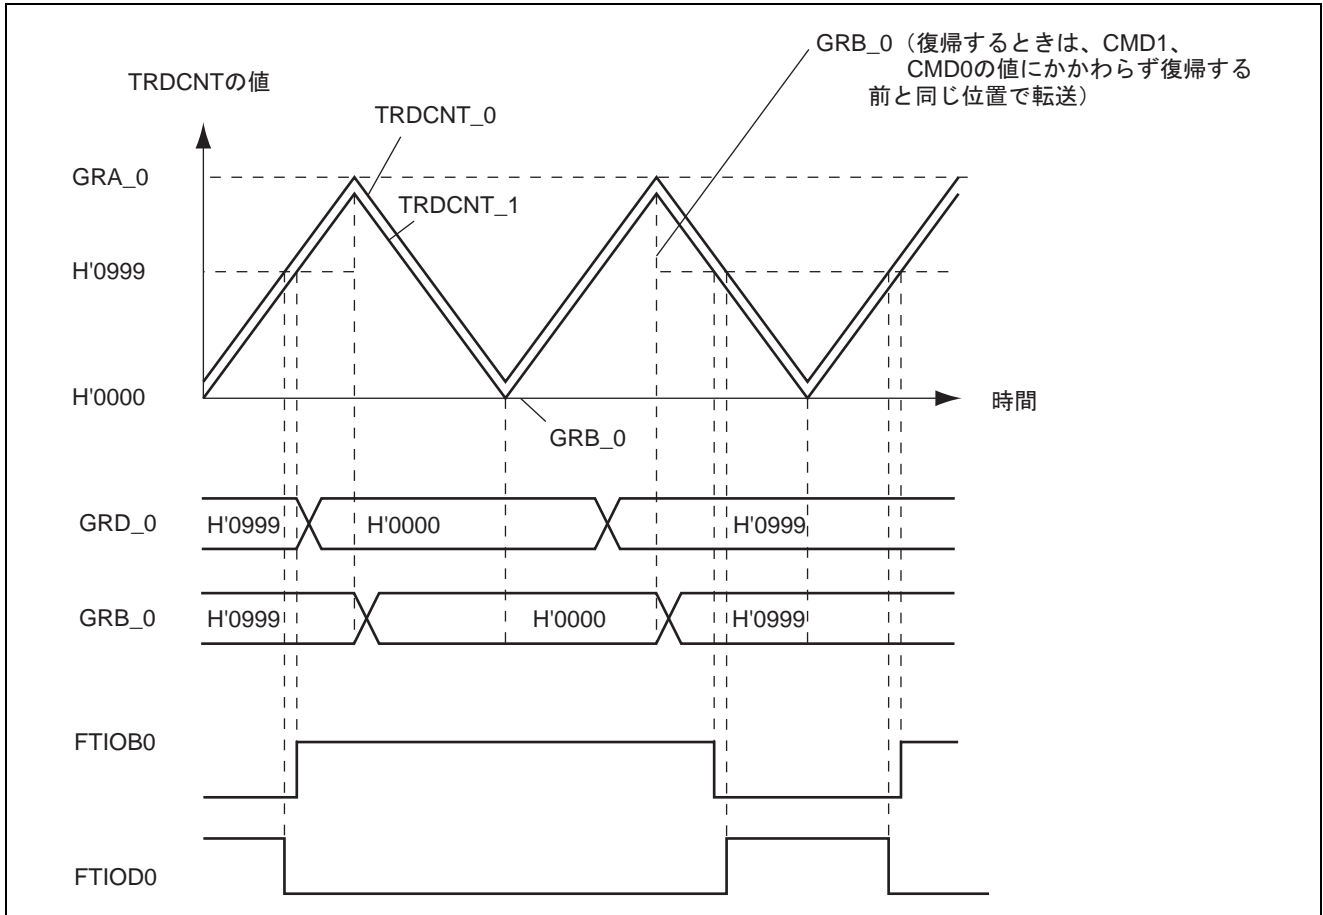 GRB_0（復帰するときは、CMD1、
CMD0の値にかかわらず復帰する
前と同じ位置で転送）
TRDCNTの値
TRDCNT_0
GRA_0
TRDCNT_1
H'0999
H'0000
時間
GRB_0
GRD_0
H'0999
H'0000
H'0999
GRB_0
H'0999
H'0000
H'0999
FTIOB0
FTIOD0